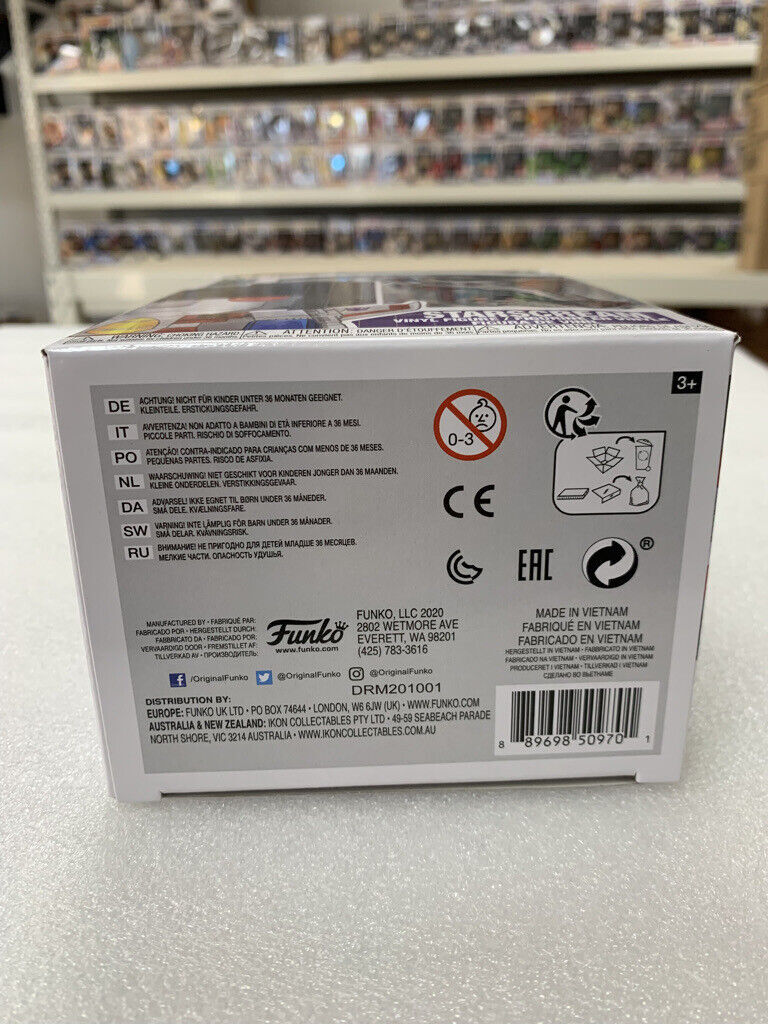 STARSCREAM
VINYL FIGURE
WARNING: CHOKING HAZARD
ATTENTION: DANGER D'ÉTOUFFEMENT
ADVERTENCIA
3+
DE ACHTUNG! NICHT FÜR KINDER UNTER 36 MONATEN GEEIGNET.
KLEINTEILE. ERSTICKUNGSGEFAHR.
IT AVVERTENZA! NON ADATTO A BAMBINI DI ETÀ INFERIORE A 36 MESI.
PICCOLE PARTI. RISCHIO DI SOFFOCAMENTO.
PO ATENÇÃO! CONTRA-INDICADO PARA CRIANÇAS COM MENOS DE 36 MESES.
PEQUENAS PARTES. RISCO DE ASFIXIA.
NL WAARSCHUWING! NIET GESCHIKT VOOR KINDEREN JONGER DAN 36 MAANDEN.
KLEINE ONDERDELEN. VERSTIKKINGSGEVAAR.
DA ADVARSEL! IKKE EGNET TIL BØRN UNDER 36 MÅNEDER.
SMÅ DELE. KVÆLNINGSFARE.
SW VARNING! INTE LÄMPLIG FÖR BARN UNDER 36 MÅNADER.
SMÅ DELAR. KVÄVNINGSRISK.
RU ВНИМАНИЕ! НЕ ПРИГОДНО ДЛЯ ДЕТЕЙ МЛАДШЕ 36 МЕСЯЦЕВ.
МЕЛКИЕ ЧАСТИ. ОПАСНОСТЬ УДУШЬЯ.
0-3
CE
EAC
®
MANUFACTURED BY • FABRIQUÉ PAR:
FABRICADO POR • HERGESTELLT DURCH:
FABBRICATO DA • FABRICADO POR:
VERVAARDIGD DOOR • FREMSTILLET AF:
TILLVERKAD AV • ПРОИЗВОДИТЕЛЬ:
Funko
www.funko.com
FUNKO, LLC 2020
2802 WETMORE AVE
EVERETT, WA 98201
(425) 783-3616
/OriginalFunko @OriginalFunko @OriginalFunko
DRM201001
MADE IN VIETNAM
FABRIQUÉ EN VIETNAM
FABRICADO EN VIETNAM
HERGESTELLT IN VIETNAM • FABBRICATO IN VIETNAM
FABRICADO NA VIETNAM • VERVAARDIGD IN VIETNAM
PRODUCERET I VIETNAM • TILLVERKAD I VIETNAM
СДЕЛАНО ВО ВЬЕТНАМЕ
DISTRIBUTION BY:
EUROPE: FUNKO UK LTD • PO BOX 74644 • LONDON, W6 6JW (UK) • WWW.FUNKO.COM
AUSTRALIA & NEW ZEALAND: IKON COLLECTABLES PTY LTD • 49-59 SEABEACH PARADE
NORTH SHORE, VIC 3214 AUSTRALIA • WWW.IKONCOLLECTABLES.COM.AU
8 89698 50970 1